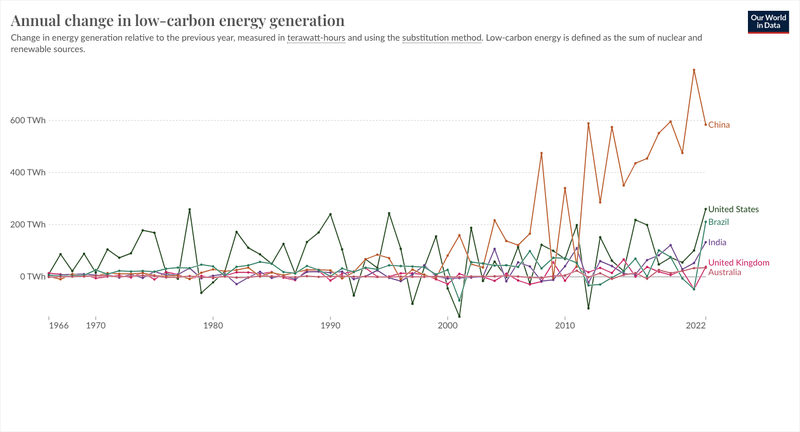 Annual change in low-carbon energy generation
Our World
in Data
Change in energy generation relative to the previous year, measured in terawatt-hours and using the substitution method. Low-carbon energy is defined as the sum of nuclear and
renewable sources.
600 TWh
China
400 TWh
200 TWh
United States
Brazil
India
United Kingdom
0 TWh
Australia
1966
1970
1980
1990
2000
2010
2022